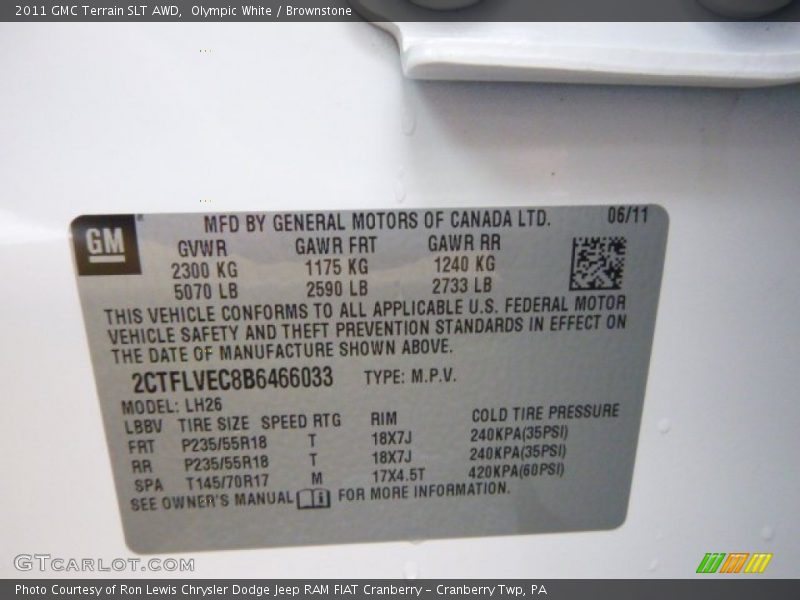 2011 GMC Terrain SLT AWD, Olympic White / Brownstone
GM
MFD BY GENERAL MOTORS OF CANADA LTD. 06/11
GVWR GAWR FRT GAWR RR
2300 KG 1175 KG 1240 KG
5070 LB 2590 LB 2733 LB
THIS VEHICLE CONFORMS TO ALL APPLICABLE U.S. FEDERAL MOTOR
VEHICLE SAFETY AND THEFT PREVENTION STANDARDS IN EFFECT ON
THE DATE OF MANUFACTURE SHOWN ABOVE.
2CTFLVEC8B6466033 TYPE: M.P.V.
MODEL: LH26
LBBV TIRE SIZE SPEED RTG RIM COLD TIRE PRESSURE
FRT P235/55R18 T 18X7J 240KPA(35PSI)
RR P235/55R18 T 18X7J 240KPA(35PSI)
SPA T145/70R17 M 17X4.5T 420KPA(60PSI)
SEE OWNER'S MANUAL i FOR MORE INFORMATION.
GTCARLOT.COM
Photo Courtesy of Ron Lewis Chrysler Dodge Jeep RAM FIAT Cranberry – Cranberry Twp, PA